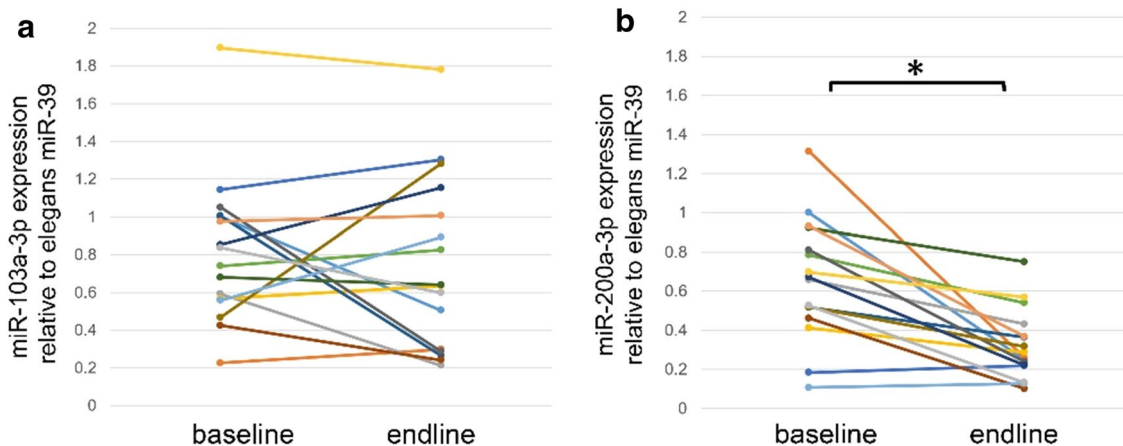 a
miR-103a-3p expression
relative to elegans miR-39
2
1.8
1.6
1.4
1.2
1
0.8
0.6
0.4
0.2
0
baseline endline
b
miR-200a-3p expression
relative to elegans miR-39
2
1.8
1.6
1.4
1.2
1
0.8
0.6
0.4
0.2
0
*
baseline endline